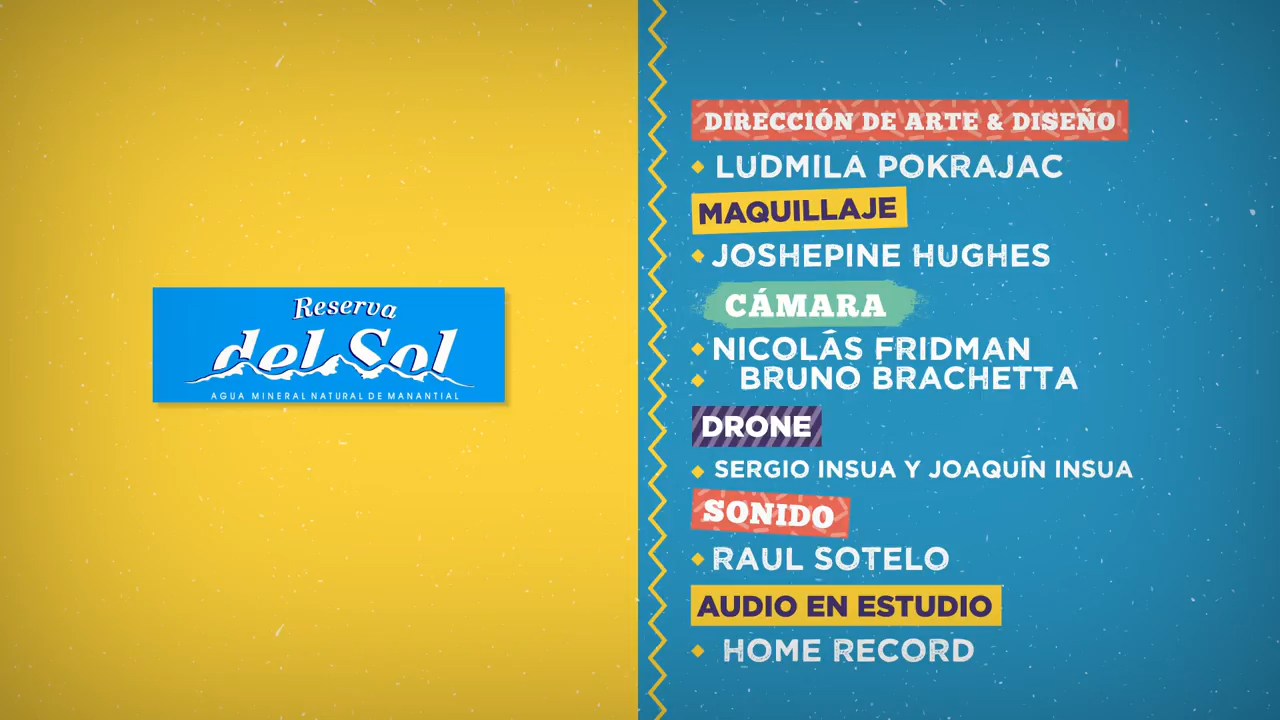 Reserva
del Sol
AGUA MINERAL NATURAL DE MANANTIAL
DIRECCIÓN DE ARTE & DISEÑO
LUDMILA POKRAJAC
MAQUILLAJE
JOSHEPINE HUGHES
CÁMARA
NICOLÁS FRIDMAN
BRUNO BRACHETTA
DRONE
SERGIO INSUA Y JOAQUÍN INSUA
SONIDO
RAUL SOTELO
AUDIO EN ESTUDIO
HOME RECORD